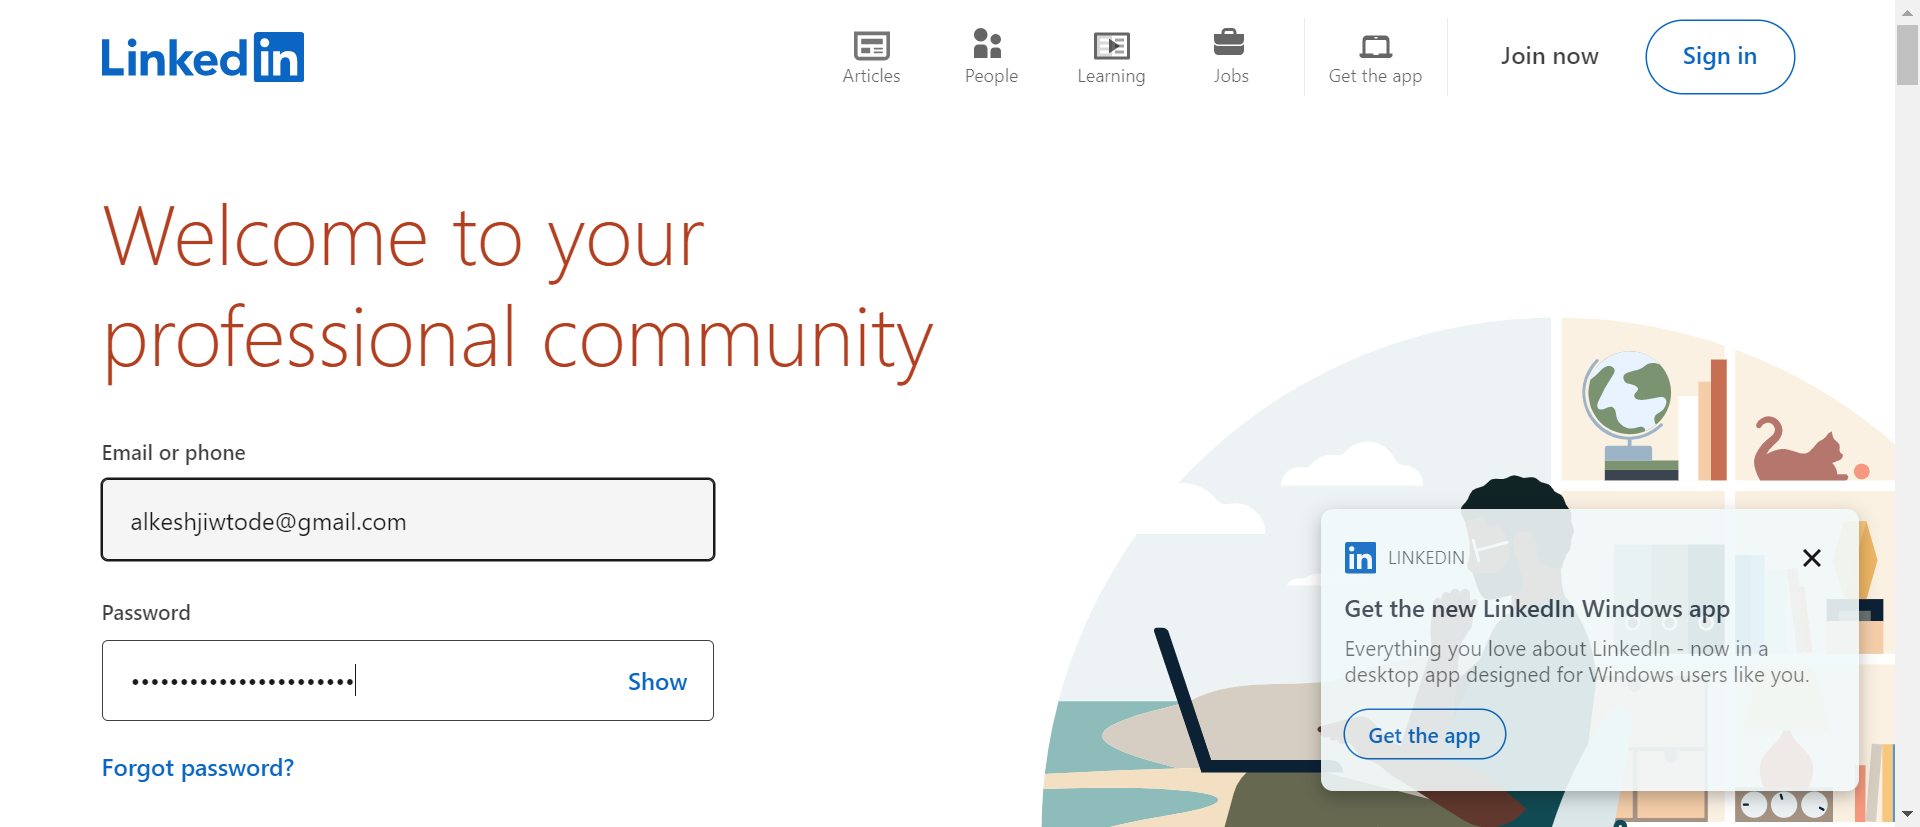 Linked in
Articles
People
Learning
Jobs
Get the app
Join now
Sign in
Welcome to your
professional community
Email or phone
alkeshjiwtode@gmail.com
Password
•••••••••••••••••••••••
Show
Forgot password?
in LINKEDIN
Get the new LinkedIn Windows app
Everything you love about LinkedIn - now in a
desktop app designed for Windows users like you.
Get the app